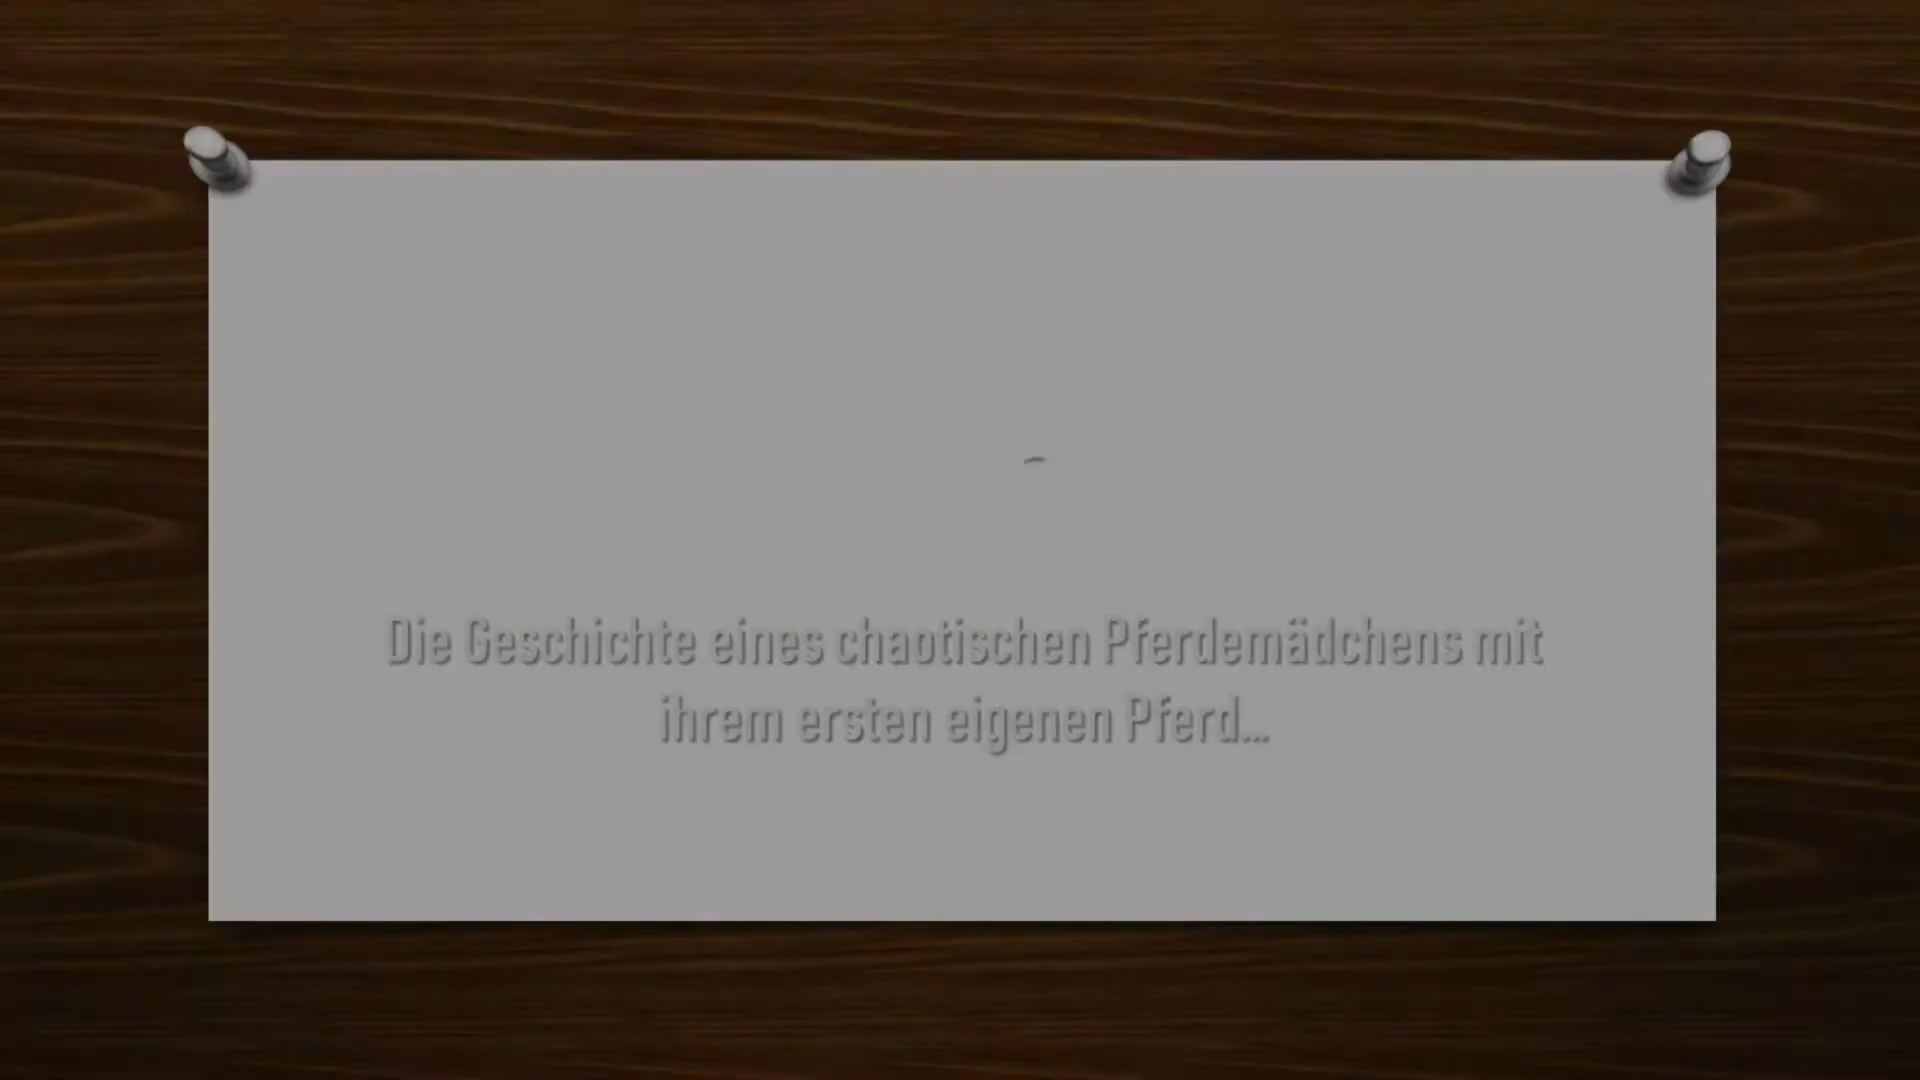 Die Geschichte eines chaotischen Pferdemädchens mit
ihrem ersten eigenen Pferd...